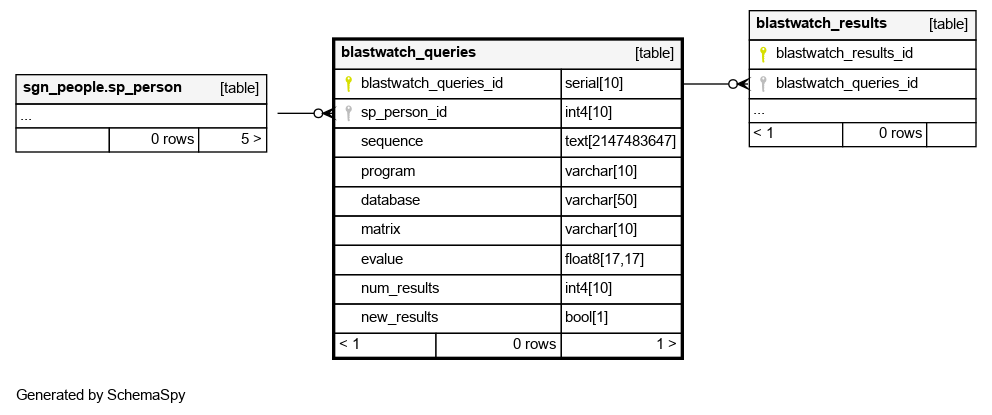 sgn_people.sp_person [table]
...
0 rows 5 >
blastwatch_queries [table]
blastwatch_queries_id serial[10]
sp_person_id int4[10]
sequence text[2147483647]
program varchar[10]
database varchar[50]
matrix varchar[10]
evalue float8[17,17]
num_results int4[10]
new_results bool[1]
< 1 0 rows 1 >
blastwatch_results [table]
blastwatch_results_id
blastwatch_queries_id
...
< 1 0 rows
Generated by SchemaSpy